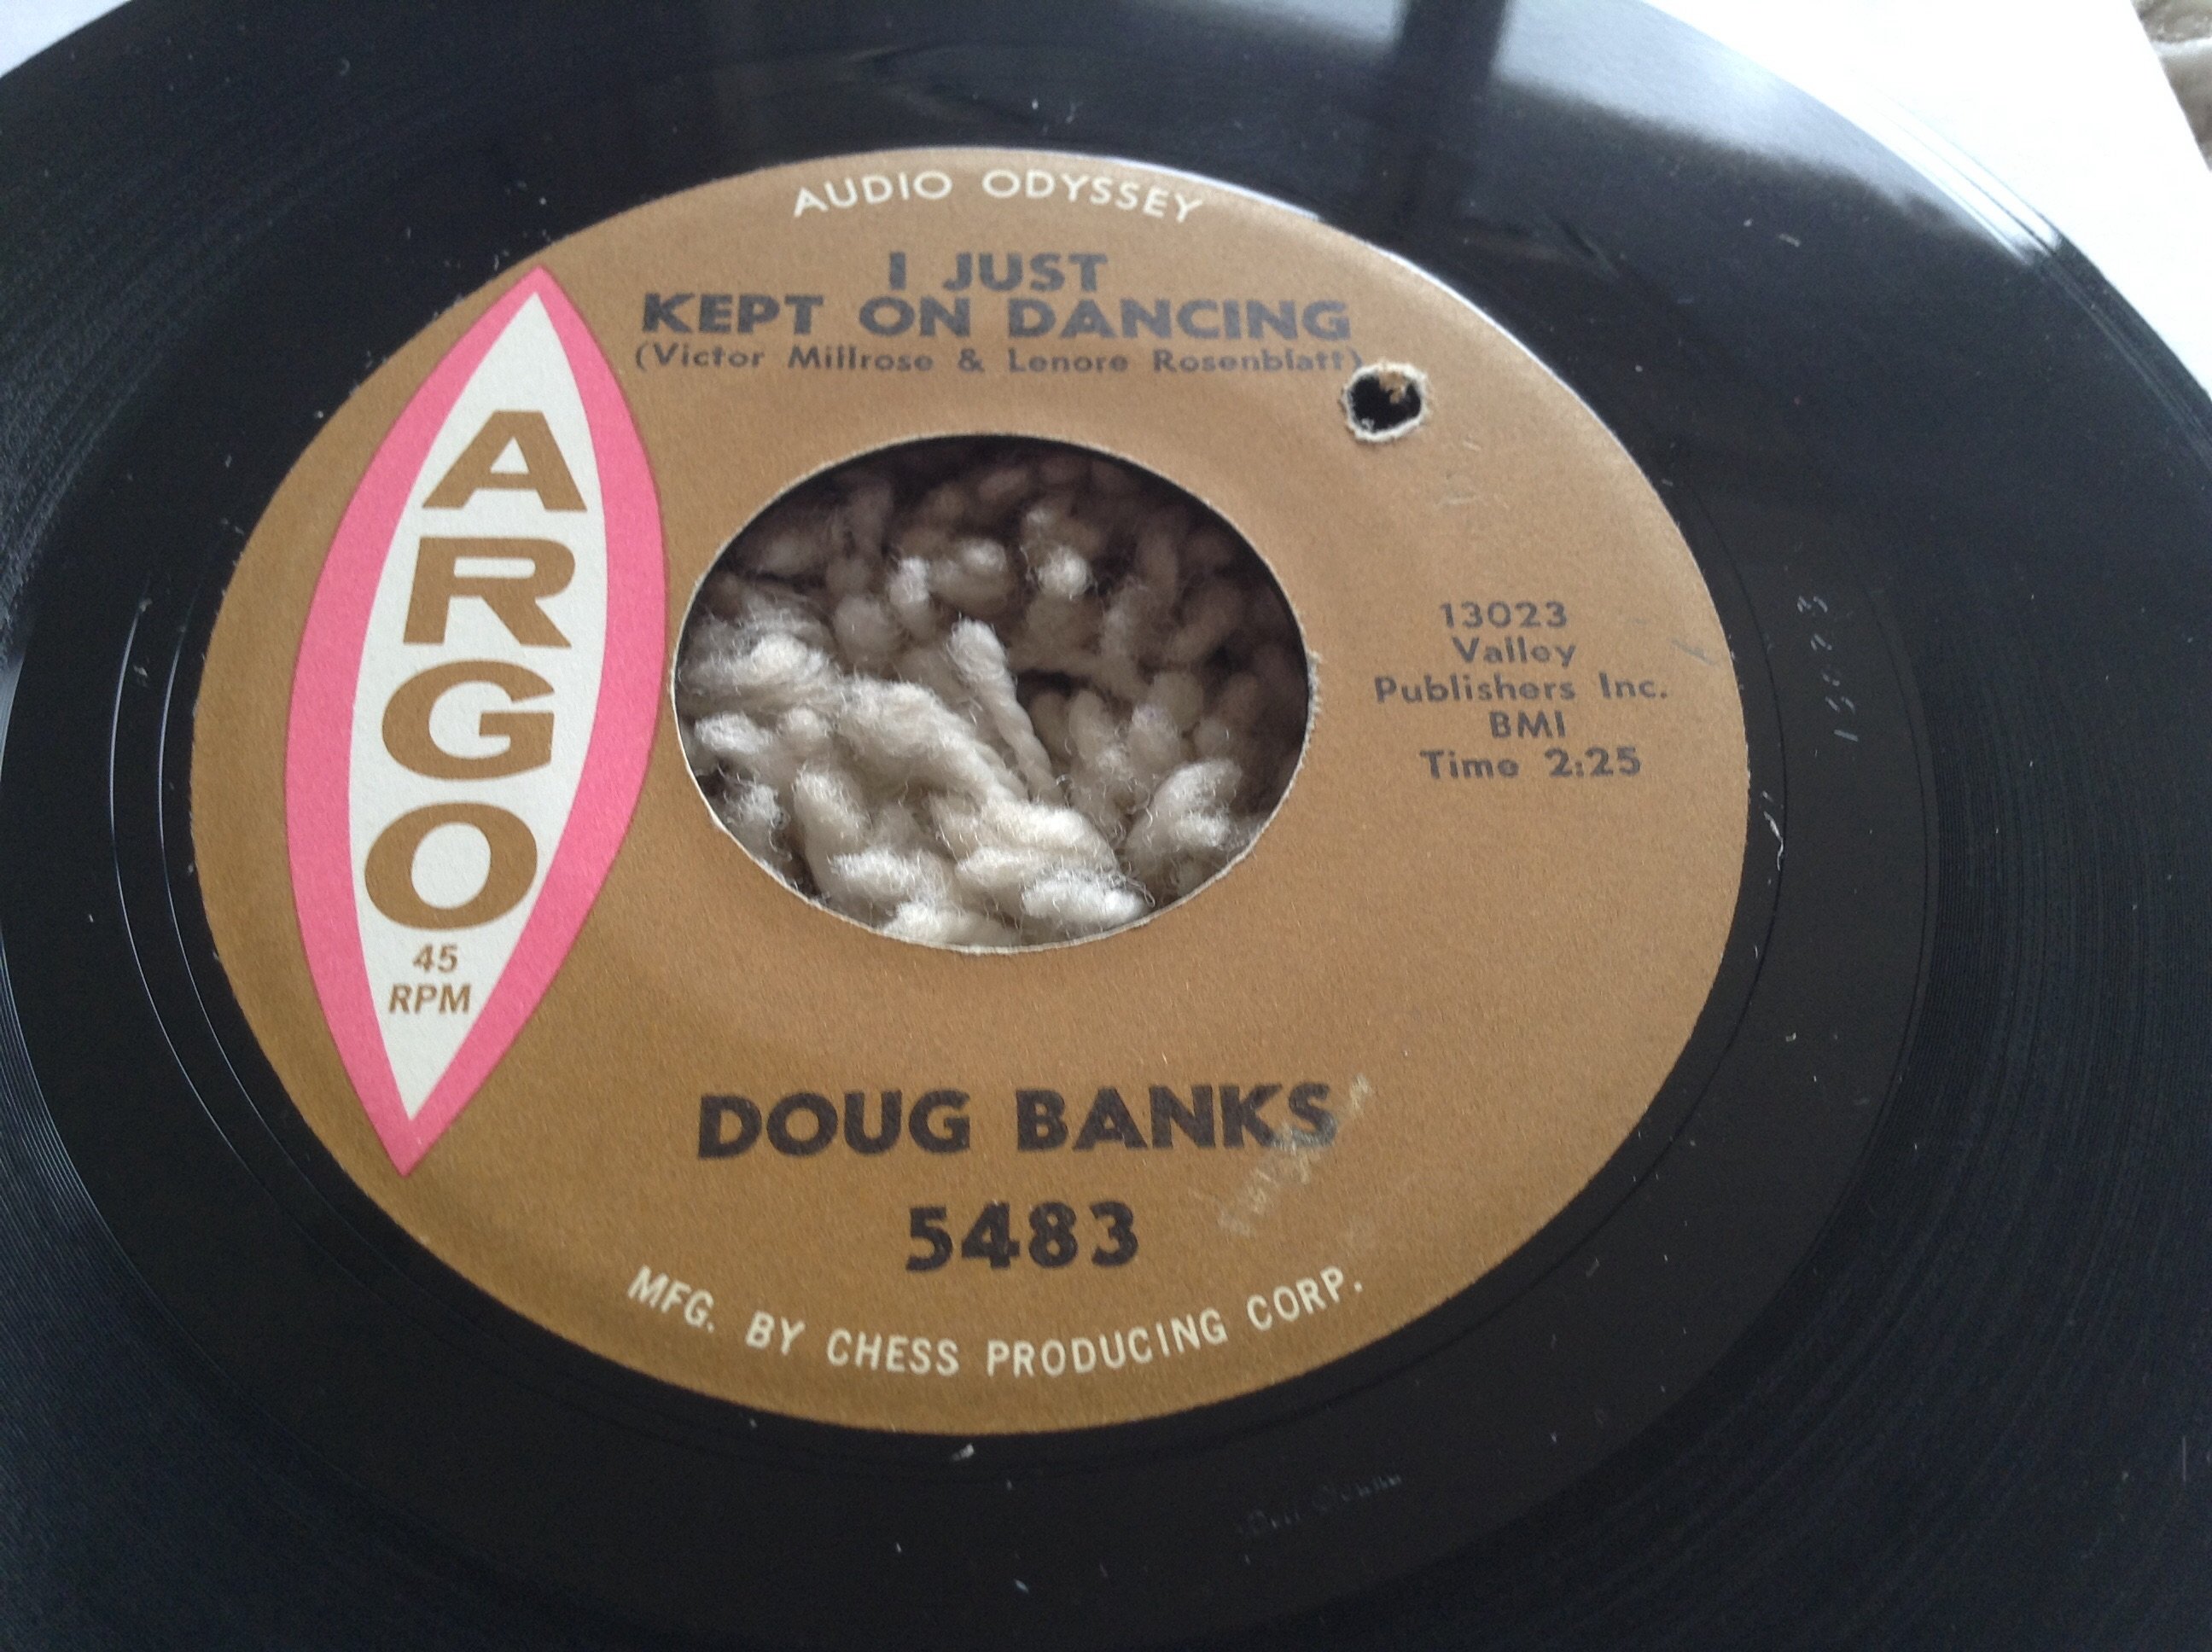 AUDIO ODYSSEY
I JUST
KEPT ON DANCING
(Victor Millrose & Lenore Rosenblatt)
ARGO
45
RPM
13023
Valley
Publishers Inc.
BMI
Time 2:25
DOUG BANKS
5483
MFG. BY CHESS PRODUCING CORP.
13023